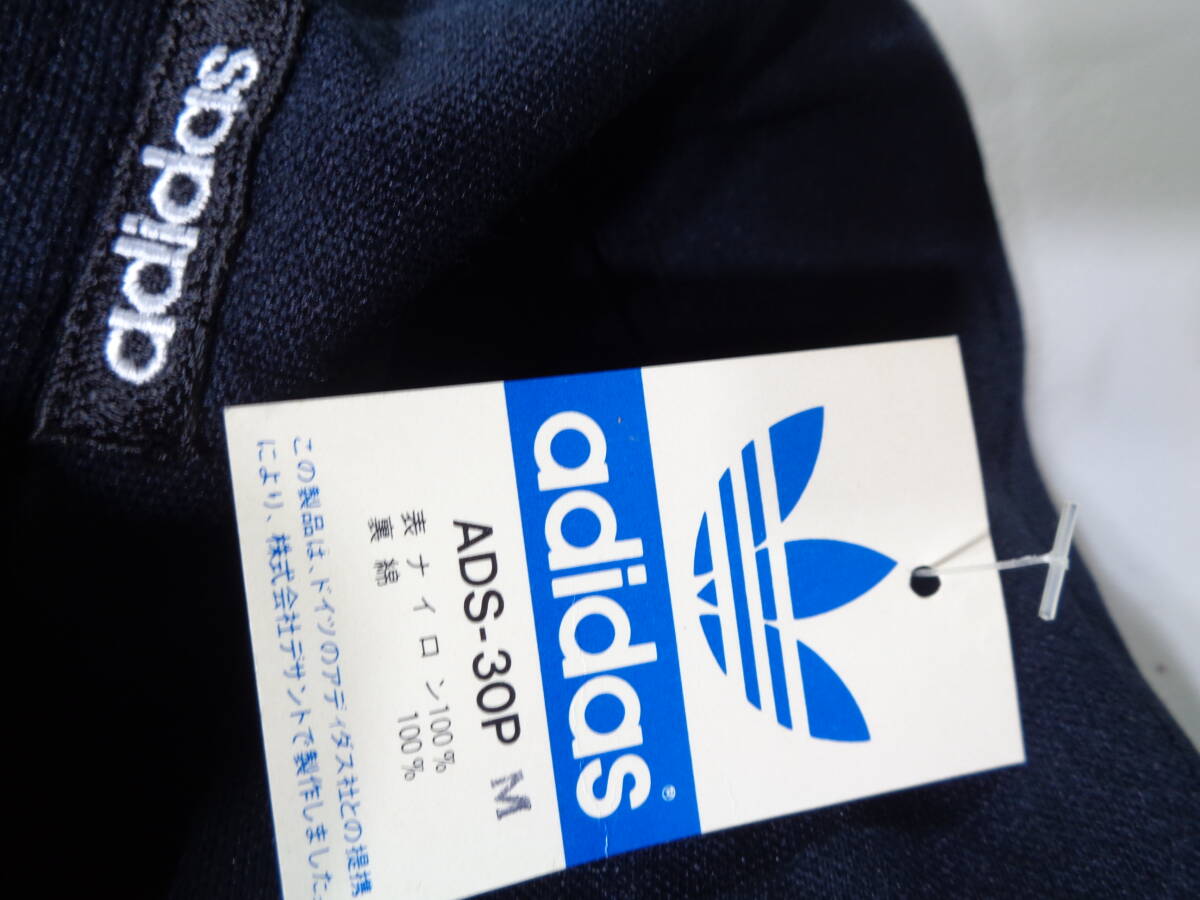 adidas
adidas®
ADS-30P M
表ナイロン100%
裏綿 100%
この製品は、ドイツのアディダス社との提携
により、株式会社デサントで製作しました。